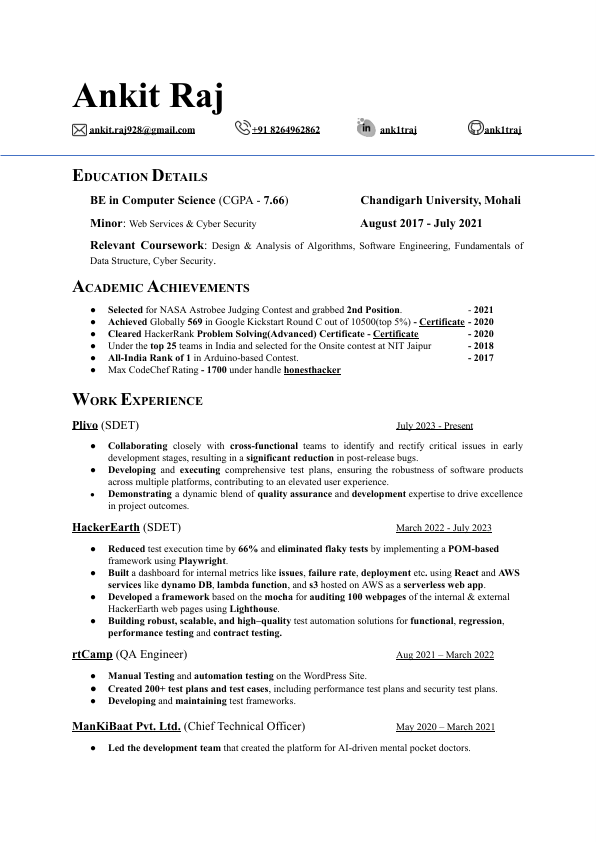 Ankit Raj
ankit.raj928@gmail.com +91 8264962862 ank1traj ank1traj
EDUCATION DETAILS
BE in Computer Science (CGPA - 7.66) Chandigarh University, Mohali
Minor: Web Services & Cyber Security August 2017 - July 2021
Relevant Coursework: Design & Analysis of Algorithms, Software Engineering, Fundamentals of
Data Structure, Cyber Security.
ACADEMIC ACHIEVEMENTS
● Selected for NASA Astrobee Judging Contest and grabbed 2nd Position. - 2021
● Achieved Globally 569 in Google Kickstart Round C out of 10500(top 5%) - Certificate - 2020
● Cleared HackerRank Problem Solving(Advanced) Certificate - Certificate - 2020
● Under the top 25 teams in India and selected for the Onsite contest at NIT Jaipur - 2018
● All-India Rank of 1 in Arduino-based Contest. - 2017
● Max CodeChef Rating - 1700 under handle honesthacker
WORK EXPERIENCE
Plivo (SDET) July 2023 - Present
● Collaborating closely with cross-functional teams to identify and rectify critical issues in early
development stages, resulting in a significant reduction in post-release bugs.
● Developing and executing comprehensive test plans, ensuring the robustness of software products
across multiple platforms, contributing to an elevated user experience.
● Demonstrating a dynamic blend of quality assurance and development expertise to drive excellence
in project outcomes.
HackerEarth (SDET) March 2022 - July 2023
● Reduced test execution time by 66% and eliminated flaky tests by implementing a POM-based
framework using Playwright.
● Built a dashboard for internal metrics like issues, failure rate, deployment etc. using React and AWS
services like dynamo DB, lambda function, and s3 hosted on AWS as a serverless web app.
● Developed a framework based on the mocha for auditing 100 webpages of the internal & external
HackerEarth web pages using Lighthouse.
● Building robust, scalable, and high–quality test automation solutions for functional, regression,
performance testing and contract testing.
rtCamp (QA Engineer) Aug 2021 – March 2022
● Manual Testing and automation testing on the WordPress Site.
● Created 200+ test plans and test cases, including performance test plans and security test plans.
● Developing and maintaining test frameworks.
ManKiBaat Pvt. Ltd. (Chief Technical Officer) May 2020 – March 2021
● Led the development team that created the platform for AI-driven mental pocket doctors.